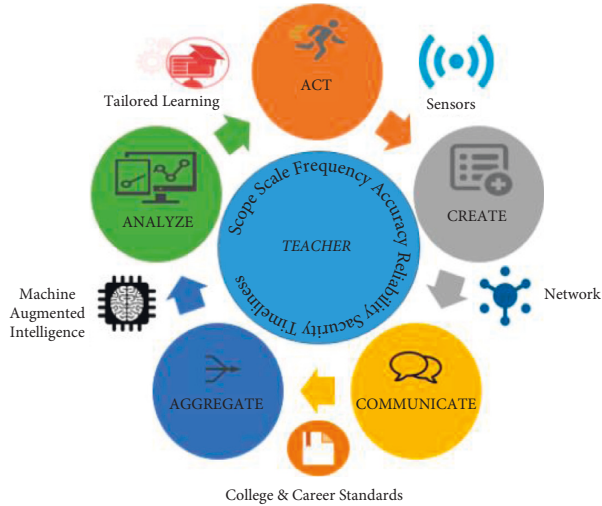 ACT
Tailored Learning
Sensors
ANALYZE
CREATE
Scope Scale Frequency Accuracy Reliability Sacurity Timeliness
TEACHER
Machine
Augmented
Intelligence
Network
AGGREGATE
COMMUNICATE
College & Career Standards